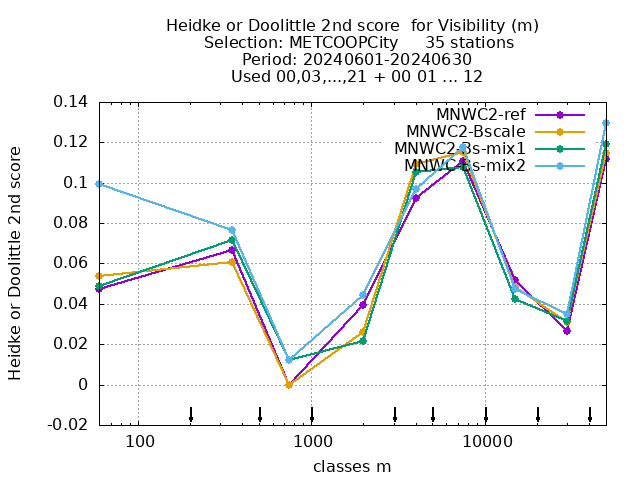 Heidke or Doolittle 2nd score  for Visibility (m)
Selection: METCOOPCity     35 stations
Period: 20240601-20240630
Used 00,03,...,21 + 00 01 ... 12
Heidke or Doolittle 2nd score
0.14
0.12
0.1
0.08
0.06
0.04
0.02
0
-0.02
MNWC2-ref
MNWC2-Bscale
MNWC2-Bs-mix1
MNWC-Bs-mix2
100 1000 10000
classes m